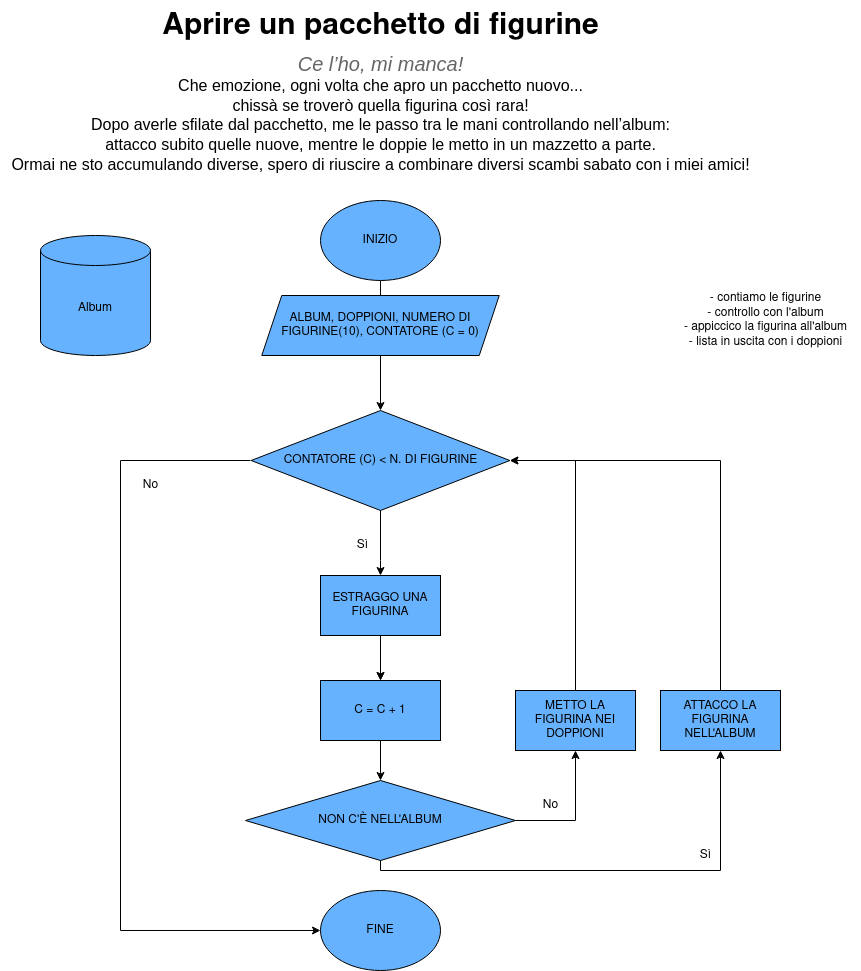 Aprire un pacchetto di figurine
Ce l'ho, mi manca!
Che emozione, ogni volta che apro un pacchetto nuovo...
chissà se troverò quella figurina così rara!
Dopo averle sfilate dal pacchetto, me le passo tra le mani controllando nell'album:
attacco subito quelle nuove, mentre le doppie le metto in un mazzetto a parte.
Ormai ne sto accumulando diverse, spero di riuscire a combinare diversi scambi sabato con i miei amici!
INIZIO
Album
ALBUM, DOPPIONI, NUMERO DI
FIGURINE(10), CONTATORE (C = 0)
- contiamo le figurine
- controllo con l'album
- appiccico la figurina all'album
- lista in uscita con i doppioni
CONTATORE (C) < N. DI FIGURINE
No
Sì
ESTRAGGO UNA
FIGURINA
C = C + 1
METTO LA
FIGURINA NEI
DOPPIONI
ATTACCO LA
FIGURINA
NELL'ALBUM
NON C'È NELL'ALBUM
No
Sì
FINE